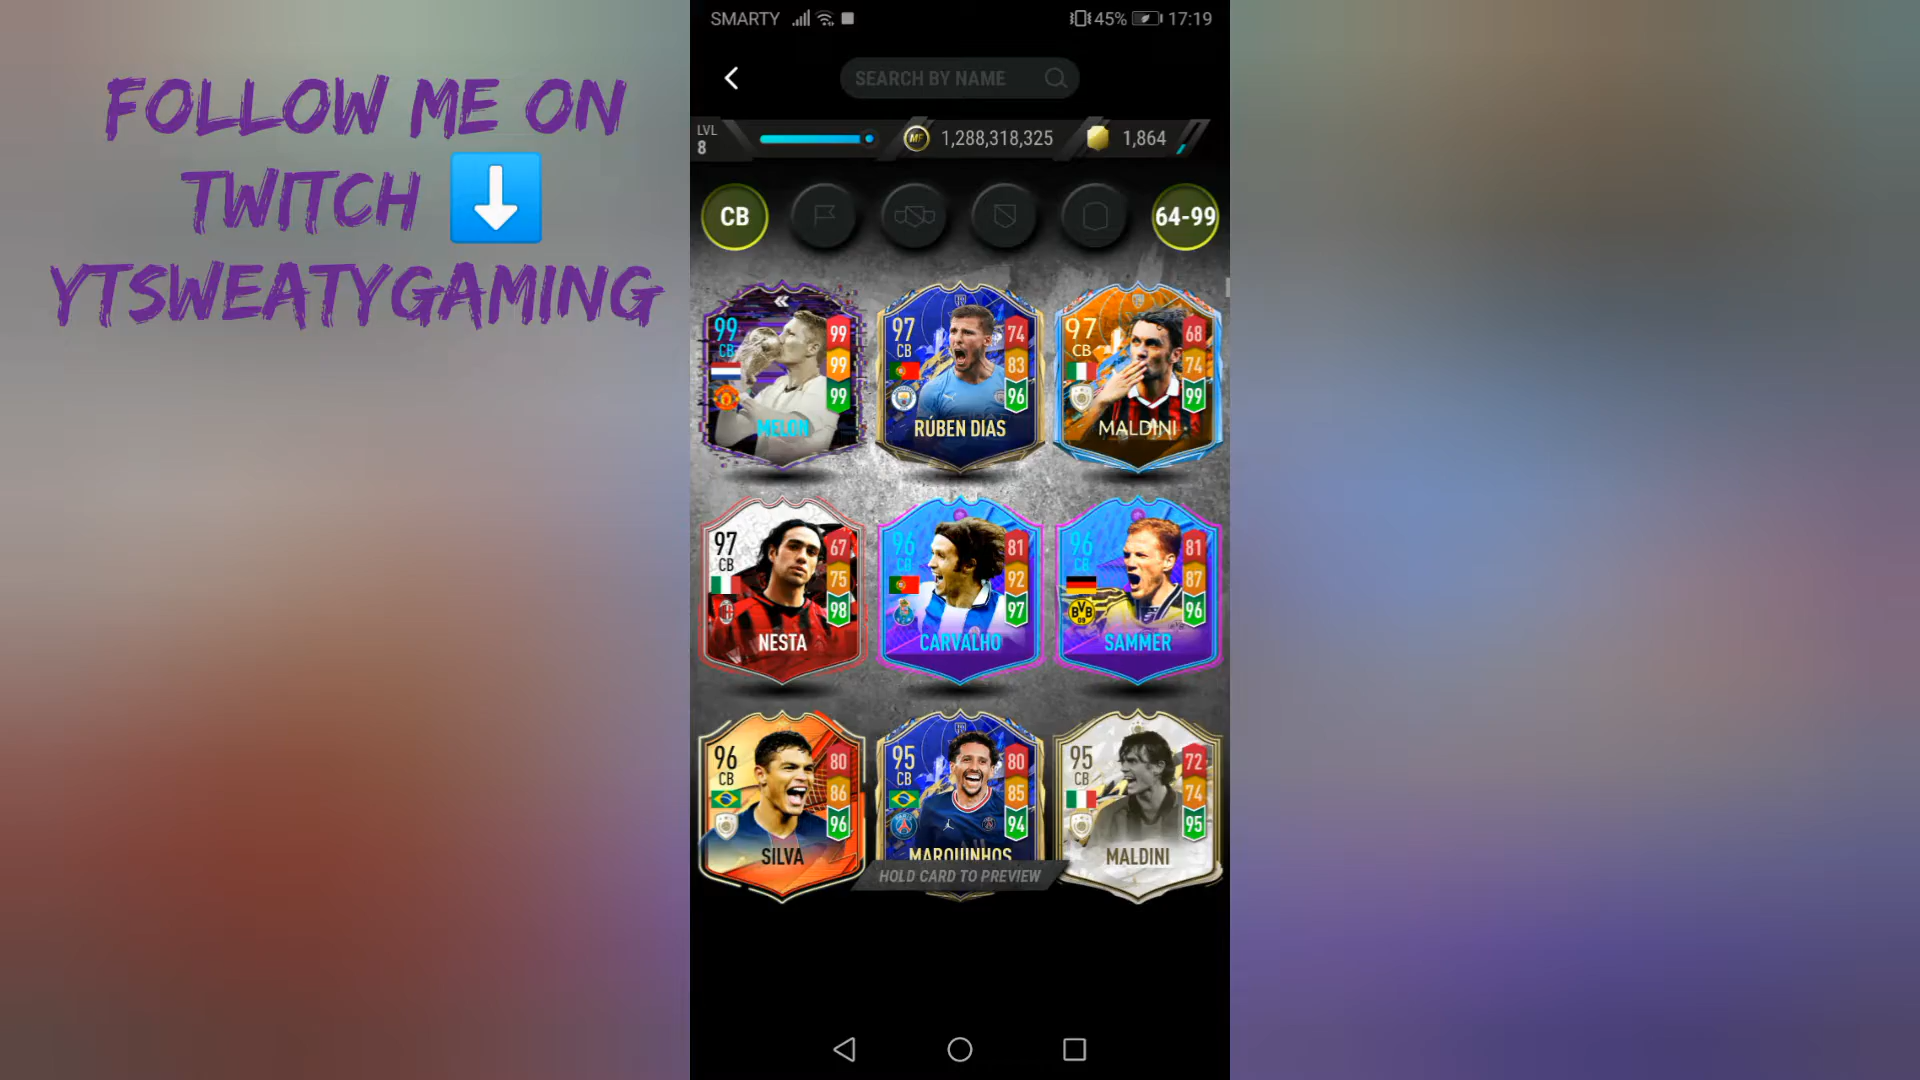 FOLLOW ME ON
TWITCH ⬇
YTSWEATYGAMING
SMARTY
45% 17:19
SEARCH BY NAME
LVL
8
MF 1,288,318,325
1,864
CB
64-99
99
CB
99
99
99
MELON
97
CB
74
83
96
RÚBEN DIAS
97
CB
68
74
99
MALDINI
97
CB
67
75
98
NESTA
96
CB
81
92
97
CARVALHO
96
CB
81
87
96
BVB
09
SAMMER
96
CB
80
86
96
SILVA
95
CB
80
85
94
MARQUINHOS
95
CB
72
74
95
MALDINI
HOLD CARD TO PREVIEW